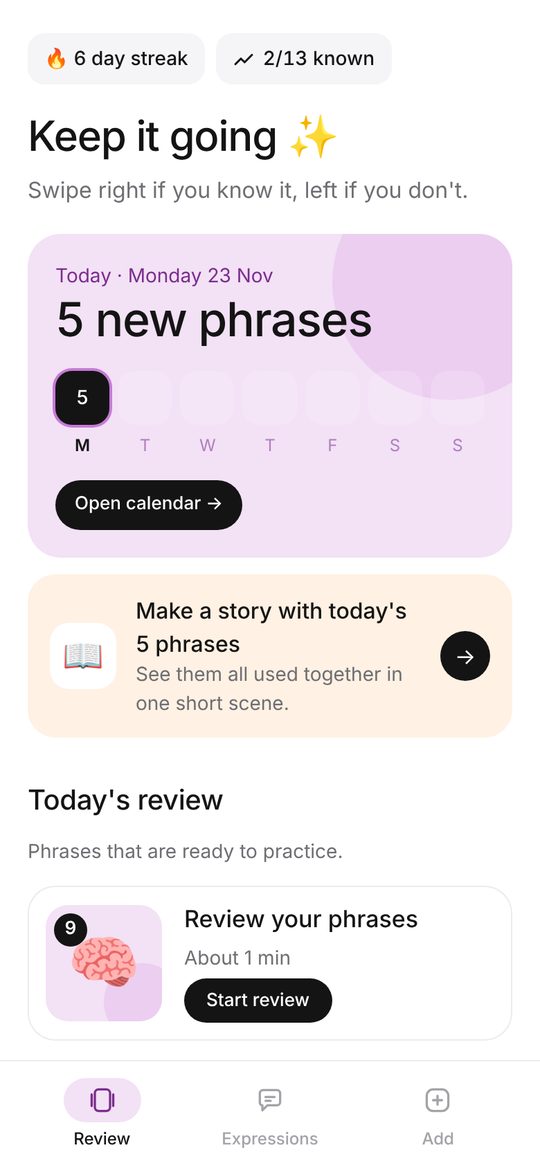 🔥 6 day streak
2/13 known
Keep it going ✨
Swipe right if you know it, left if you don't.
Today · Monday 23 Nov
5 new phrases
5
M T W T F S S
Open calendar →
Make a story with today's
5 phrases
See them all used together in
one short scene.
→
Today's review
Phrases that are ready to practice.
9
Review your phrases
About 1 min
Start review
Review Expressions Add